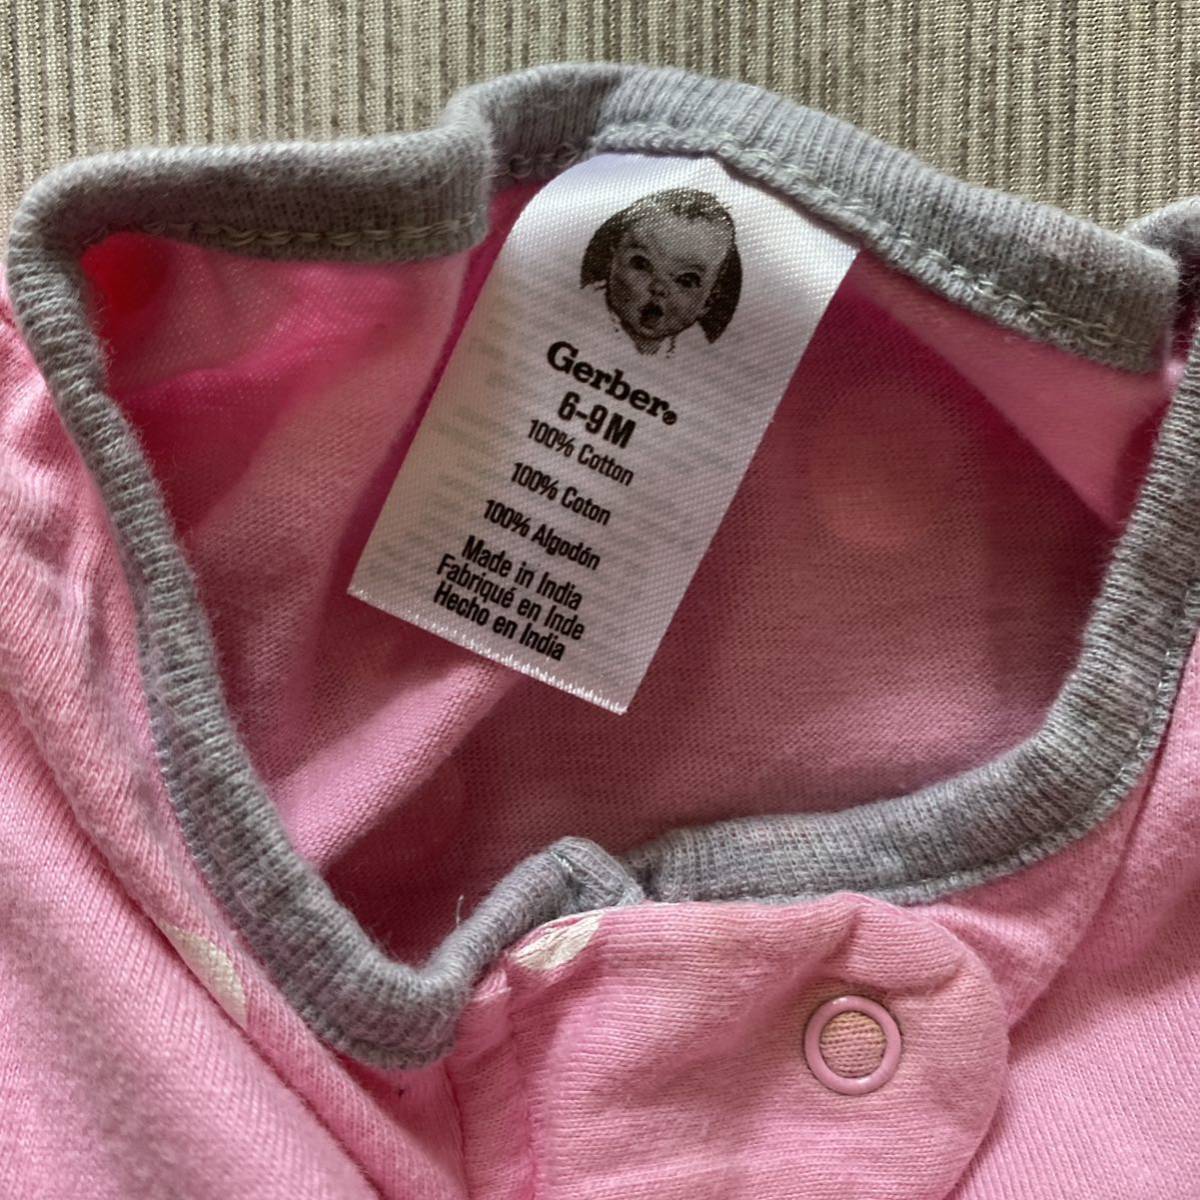 Gerber®
6-9M
100% Cotton
100% Coton
100% Algodón
Made in India
Fabriqué en Inde
Hecho en India